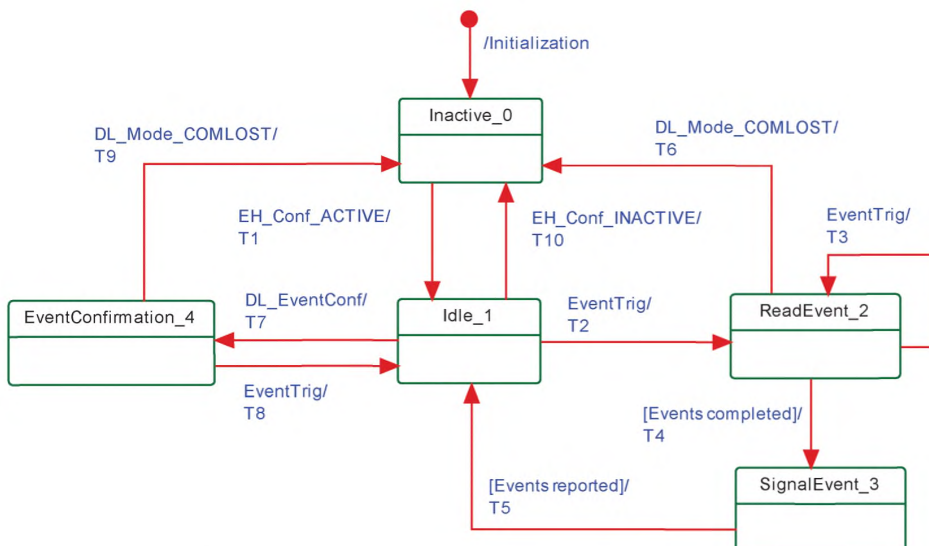 /Initialization
Inactive_0
DL_Mode_COMLOST/
T9
DL_Mode_COMLOST/
T6
EH_Conf_ACTIVE/
T1
EH_Conf_INACTIVE/
T10
EventTrig/
T3
EventConfirmation_4
DL_EventConf/
T7
Idle_1
EventTrig/
T2
ReadEvent_2
EventTrig/
T8
[Events completed]/
T4
[Events reported]/
T5
SignalEvent_3